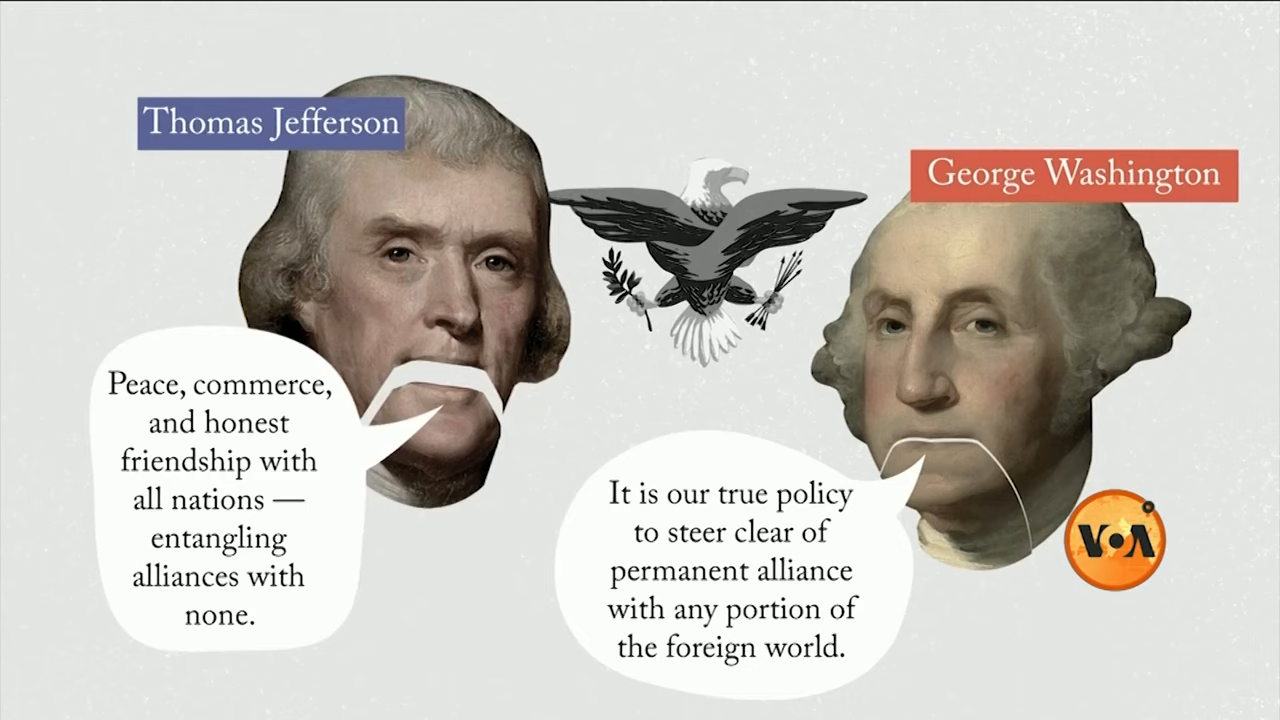 Thomas Jefferson
George Washington
Peace, commerce,
and honest
friendship with
all nations —
entangling
alliances with
none.
It is our true policy
to steer clear of
permanent alliance
with any portion of
the foreign world.
VOA